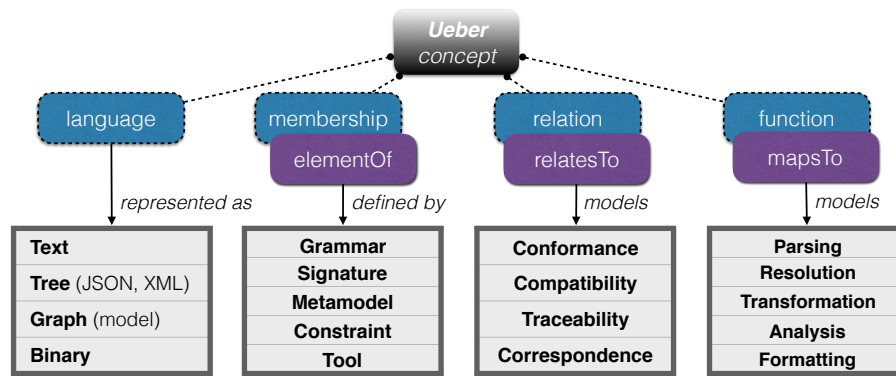 Ueber
concept
language
membership
relation
function
elementOf
relatesTo
mapsTo
represented as
defined by
models
models
Text
Tree (JSON, XML)
Graph (model)
Binary
Grammar
Signature
Metamodel
Constraint
Tool
Conformance
Compatibility
Traceability
Correspondence
Parsing
Resolution
Transformation
Analysis
Formatting